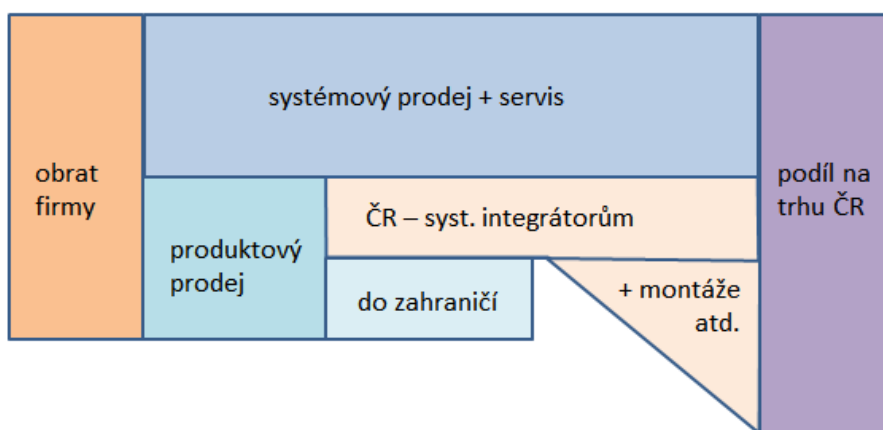 systémový prodej + servis
obrat
firmy
podíl na
trhu ČR
ČR – syst. integrátorům
produktový
prodej
do zahraničí
+ montáže
atd.